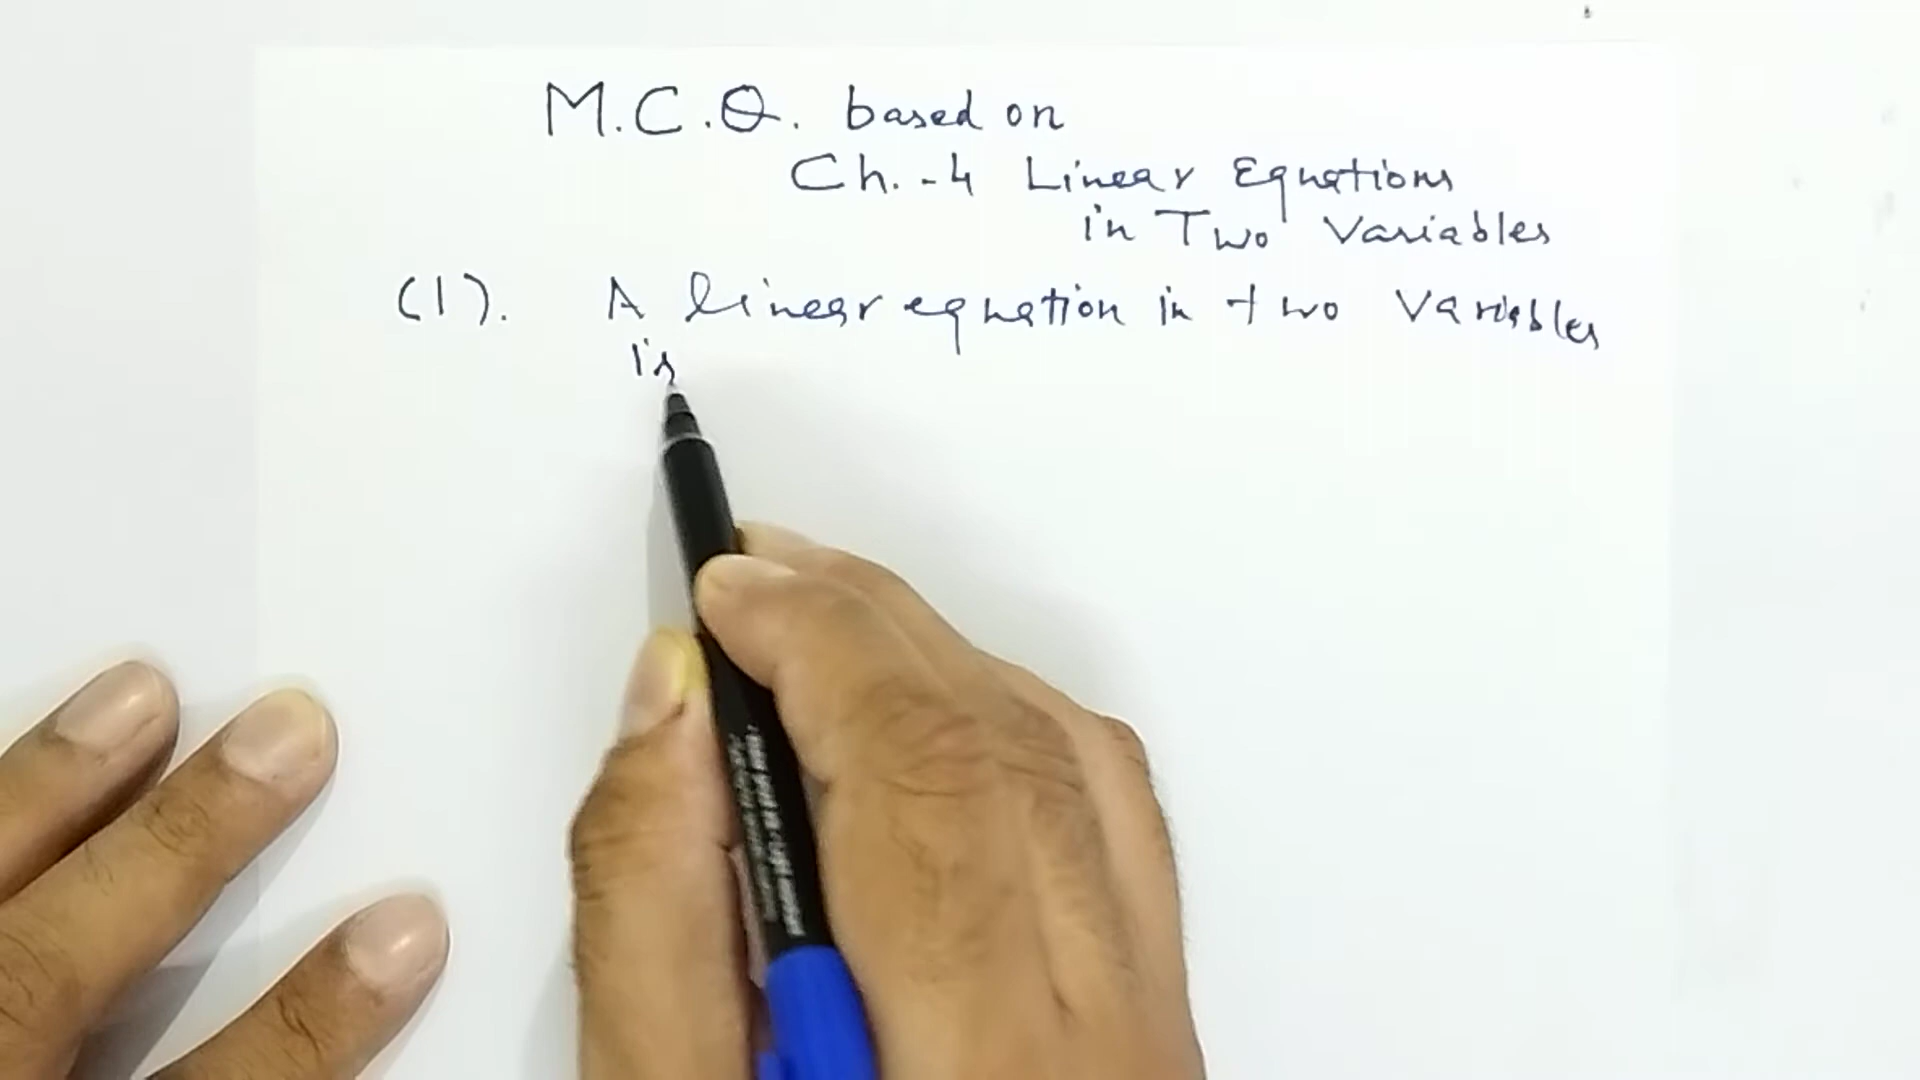 M.C.Q. based on
Ch.-4 Linear Equations
in Two Variables
(1). A linear equation in two Variables
is